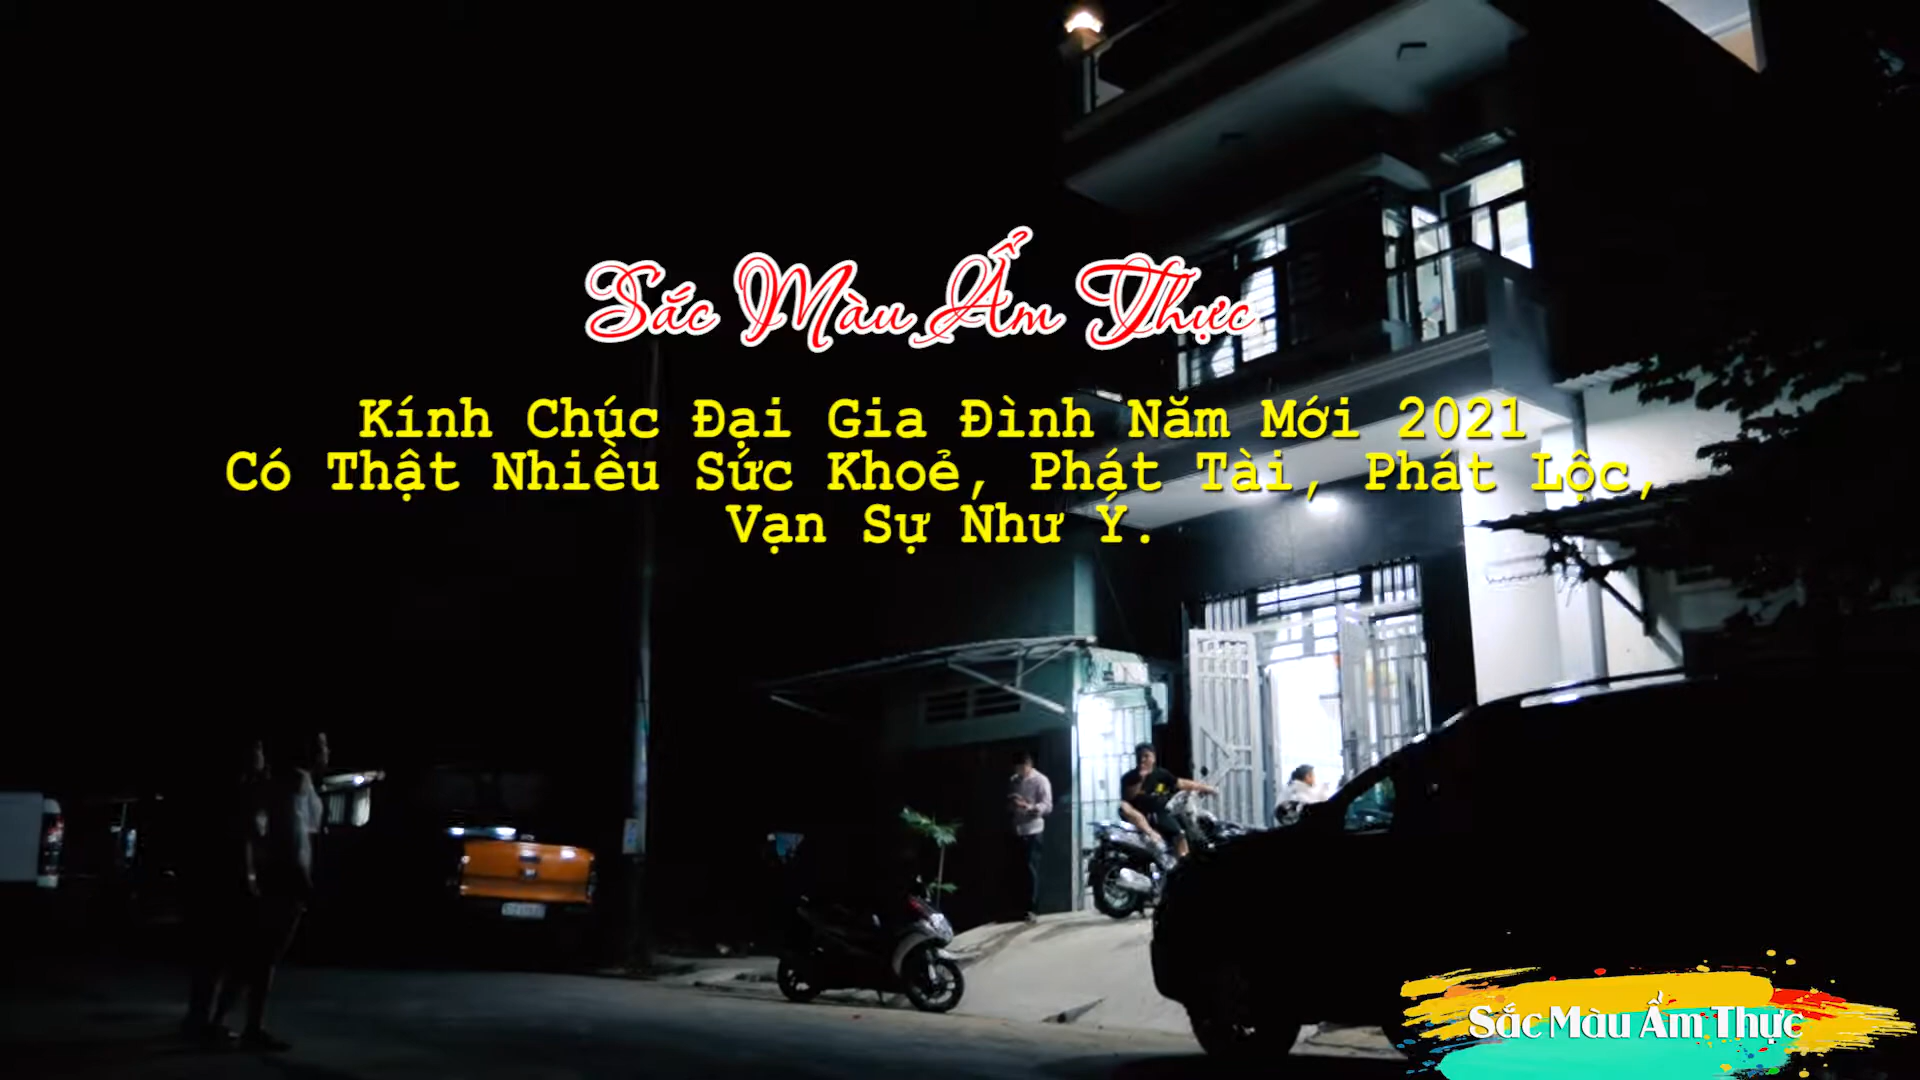 Sắc Màu Ẩm Thực
Kính Chúc Đại Gia Đình Năm Mới 2021
Có Thật Nhiều Sức Khoẻ, Phát Tài, Phát Lộc,
Vạn Sự Như Ý.
Sắc Màu Ẩm Thực